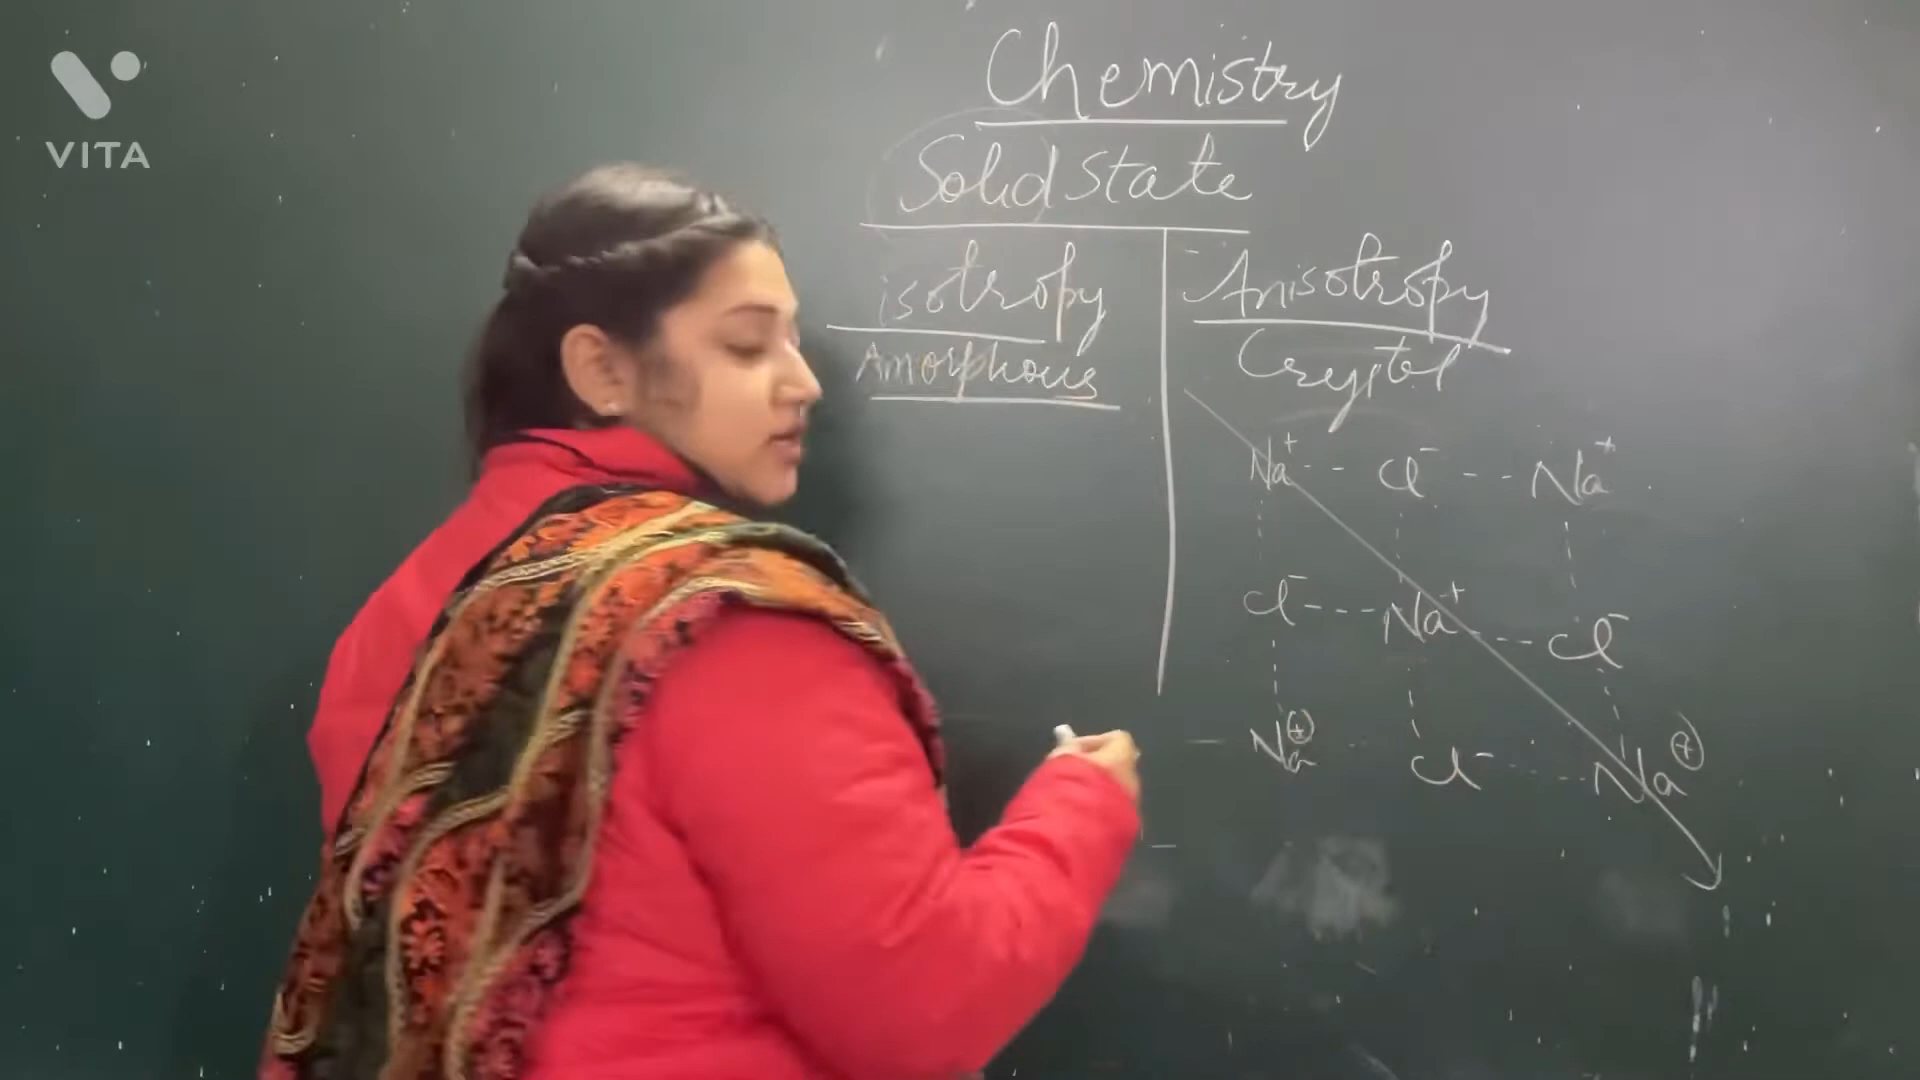 VITA
Chemistry
Solid State
isotropy
Amorphous
Anisotropy
Crystal
Na⁺ -- Cl⁻ --- Na⁺
Cl⁻ --- Na⁺ --- Cl⁻
Na⊕ --- Cl⁻ --- Na⊕